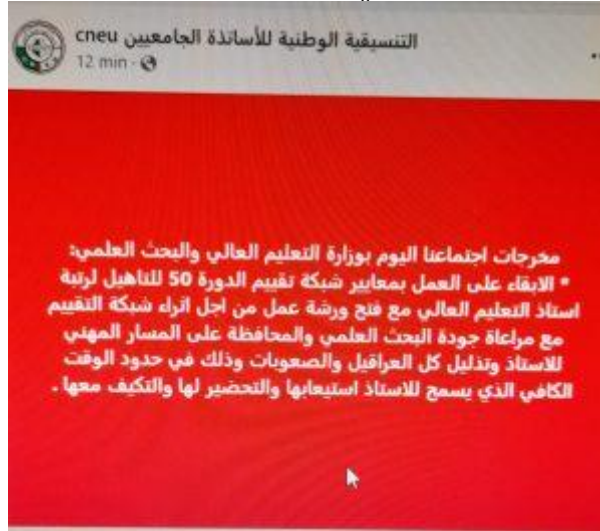 التنسيقية الوطنية للأساتذة الجامعيين cneu
12 min ·
مخرجات اجتماعنا اليوم بوزارة التعليم العالي والبحث العلمي:
* الابقاء على العمل بمعايير شبكة تقييم الدورة 50 للتاهيل لرتبة
استاذ التعليم العالي مع فتح ورشة عمل من اجل اثراء شبكة التقييم
مع مراعاة جودة البحث العلمي والمحافظة على المسار المهني
للاستاذ وتذليل كل العراقيل والصعوبات وذلك في حدود الوقت
الكافي الذي يسمح للاستاذ استيعابها والتحضير لها والتكيف معها .